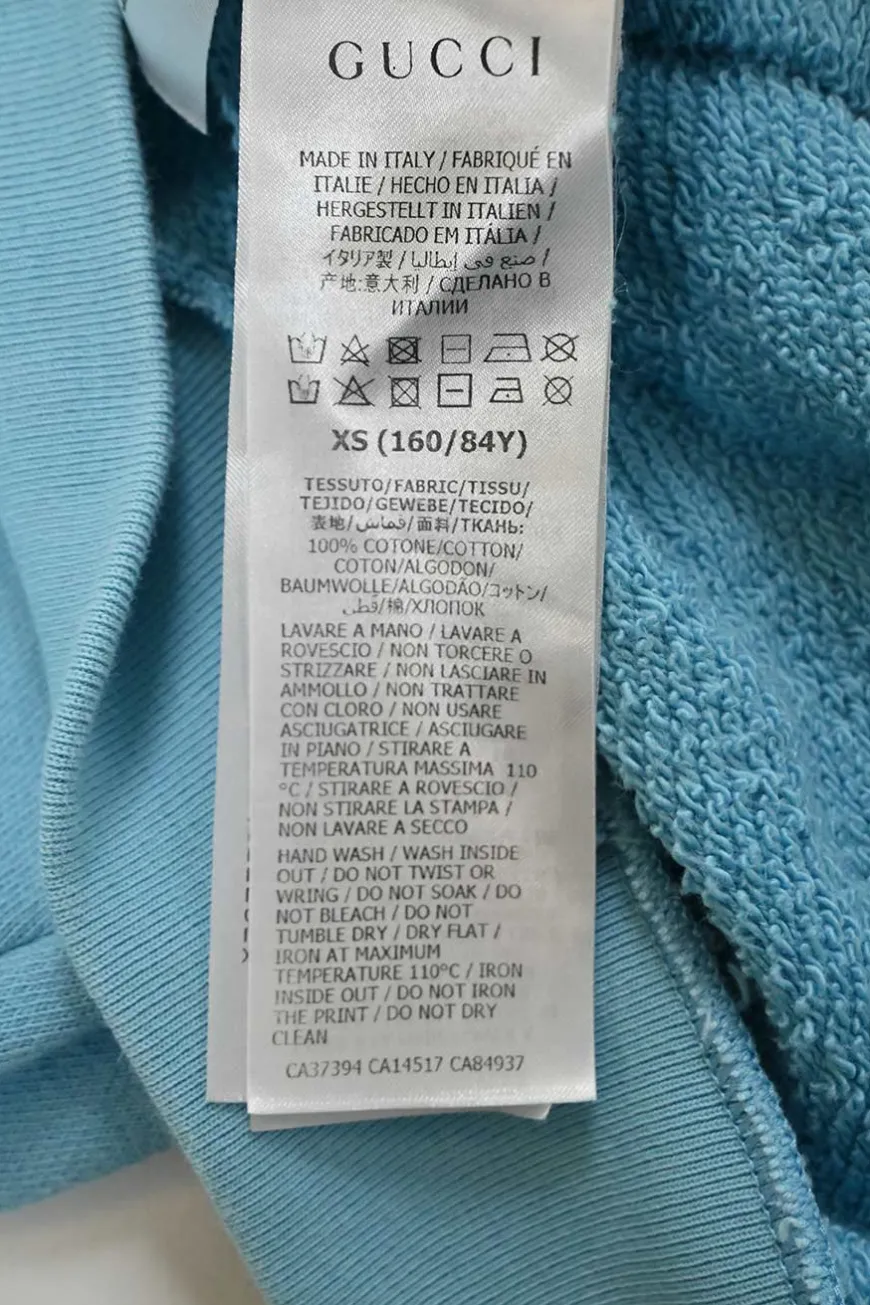 GUCCI
MADE IN ITALY / FABRIQUÉ EN
ITALIE / HECHO EN ITALIA /
HERGESTELLT IN ITALIEN /
FABRICADO EM ITÁLIA /
イタリア製 / صنع في إيطاليا /
产地:意大利 / СДЕЛАНО В
ИТАЛИИ
XS (160/84Y)
TESSUTO/FABRIC/TISSU/
TEJIDO/GEWEBE/TECIDO/
表地/قماش/面料/ТКАНЬ:
100% COTONE/COTTON/
COTON/ALGODON/
BAUMWOLLE/ALGODÃO/コットン/
قطن/棉/ХЛОПОК
LAVARE A MANO / LAVARE A
ROVESCIO / NON TORCERE O
STRIZZARE / NON LASCIARE IN
AMMOLLO / NON TRATTARE
CON CLORO / NON USARE
ASCIUGATRICE / ASCIUGARE
IN PIANO / STIRARE A
TEMPERATURA MASSIMA 110
°C / STIRARE A ROVESCIO /
NON STIRARE LA STAMPA /
NON LAVARE A SECCO
HAND WASH / WASH INSIDE
OUT / DO NOT TWIST OR
WRING / DO NOT SOAK / DO
NOT BLEACH / DO NOT
TUMBLE DRY / DRY FLAT /
IRON AT MAXIMUM
TEMPERATURE 110°C / IRON
INSIDE OUT / DO NOT IRON
THE PRINT / DO NOT DRY
CLEAN
CA37394 CA14517 CA84937